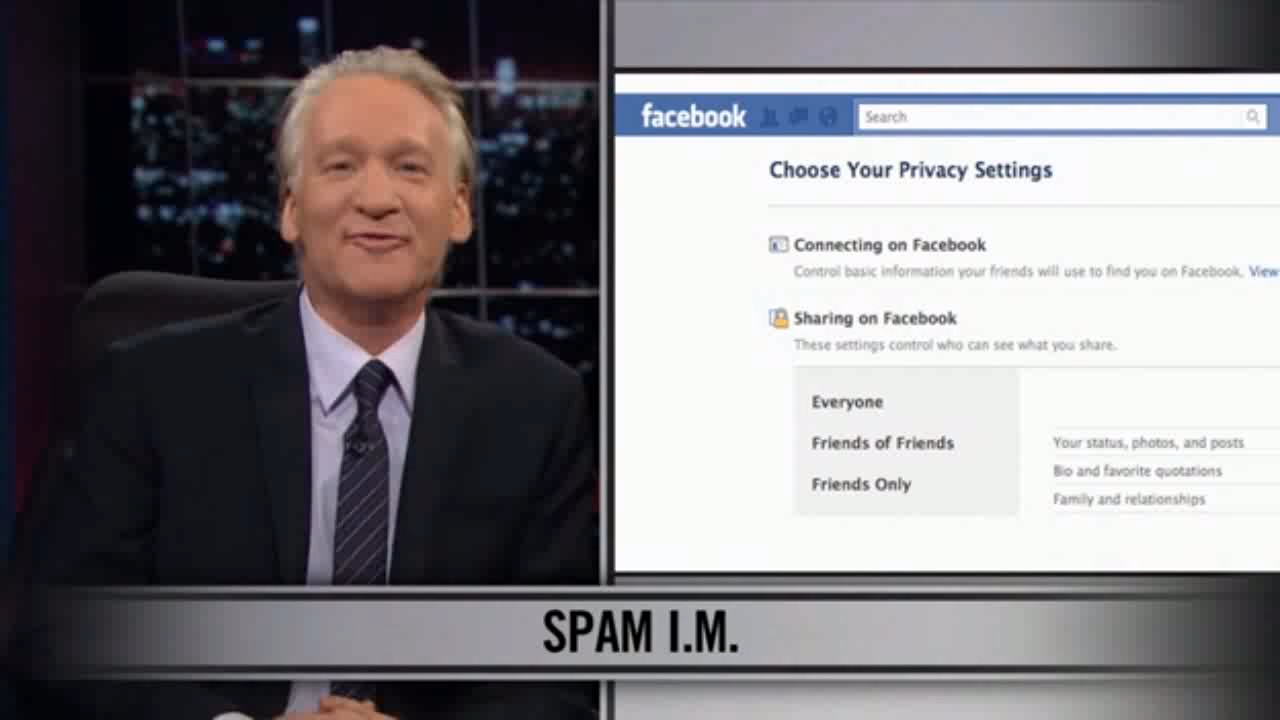 facebook
Search
Choose Your Privacy Settings
Connecting on Facebook
Control basic information your friends will use to find you on Facebook. View
Sharing on Facebook
These settings control who can see what you share.
Everyone
Friends of Friends
Your status, photos, and posts
Bio and favorite quotations
Friends Only
Family and relationships
SPAM I.M.